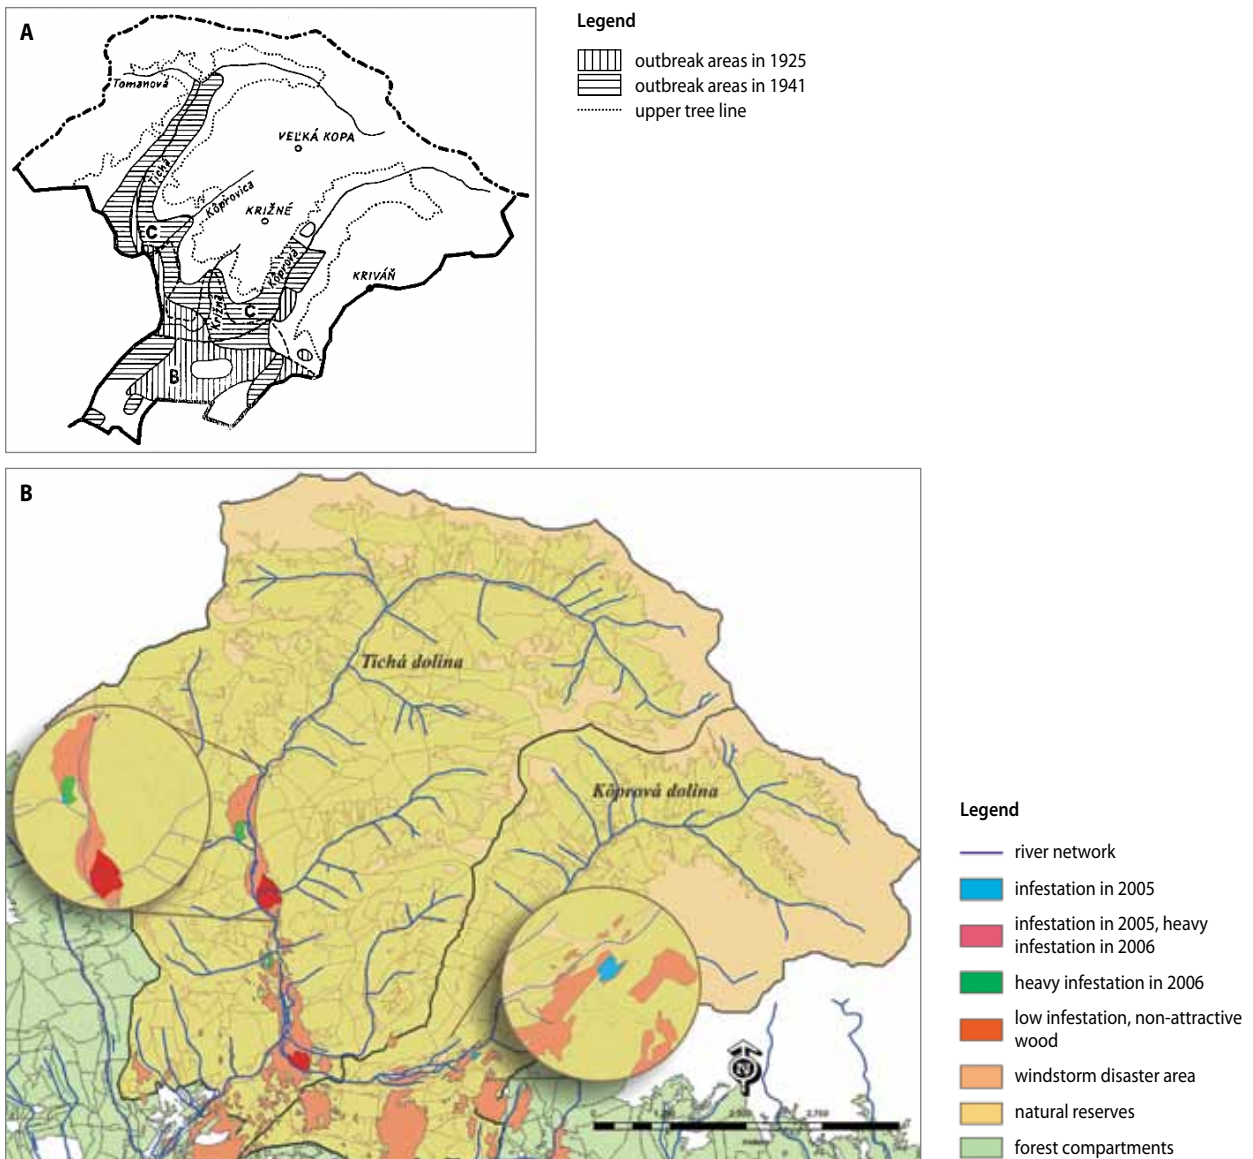 A
Legend
outbreak areas in 1925
outbreak areas in 1941
upper tree line
Tomanová
Tichá
VEĽKÁ KOPA
Kôprovica
KRIŽNÉ
C
Kôprová
KRIVÁŇ
Križná
C
B
B
Tichá dolina
Kôprová dolina
N
0
Legend
river network
infestation in 2005
infestation in 2005, heavy
infestation in 2006
heavy infestation in 2006
low infestation, non-attractive
wood
windstorm disaster area
natural reserves
forest compartments